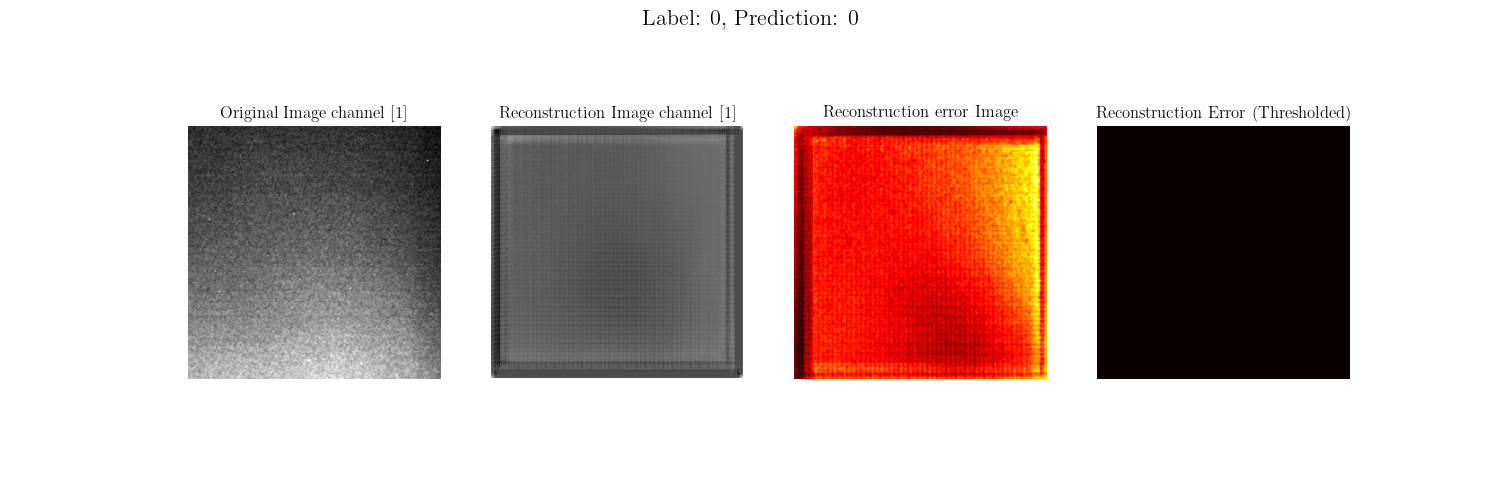 Label: 0, Prediction: 0
Original Image channel [1]
Reconstruction Image channel [1]
Reconstruction error Image
Reconstruction Error (Thresholded)